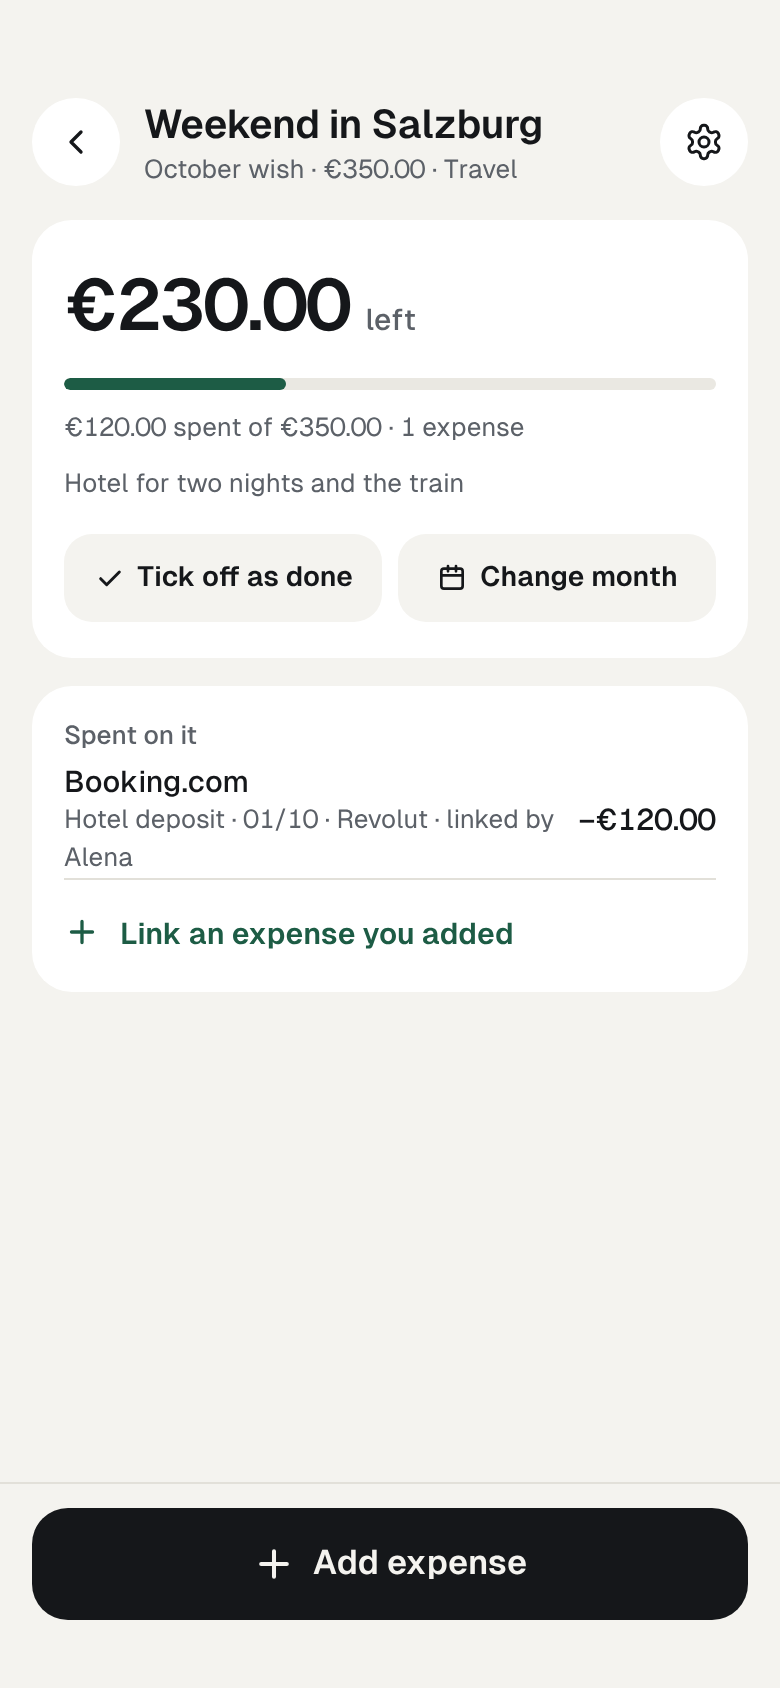 Weekend in Salzburg
October wish · €350.00 · Travel
€230.00 left
€120.00 spent of €350.00 · 1 expense
Hotel for two nights and the train
Tick off as done
Change month
Spent on it
Booking.com
Hotel deposit · 01/10 · Revolut · linked by Alena
−€120.00
Link an expense you added
Add expense